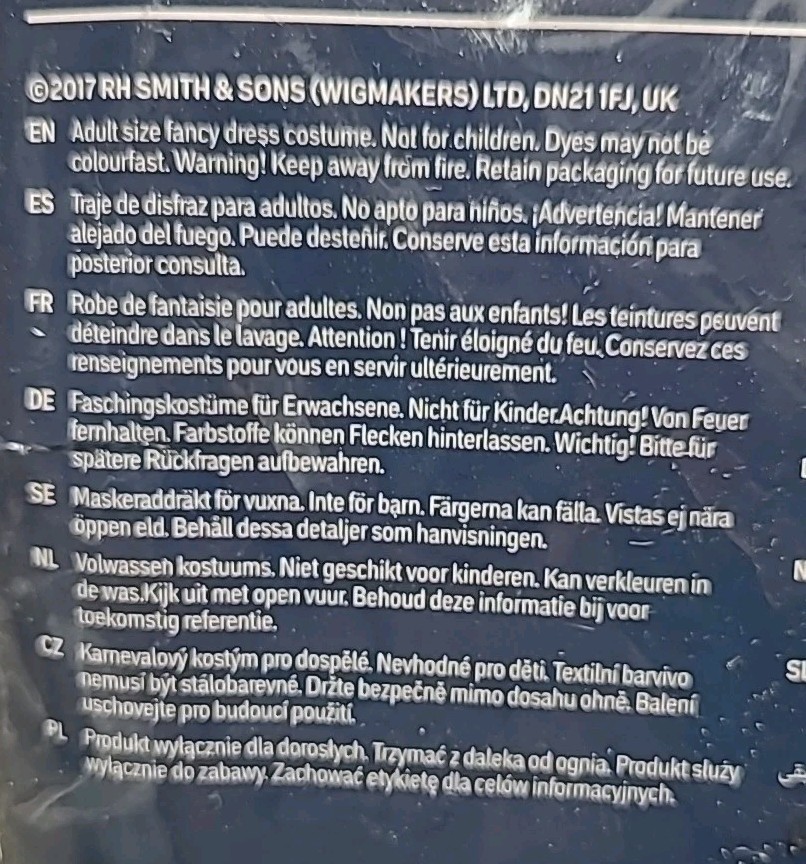 ©2017 RH SMITH & SONS (WIGMAKERS) LTD, DN21 1FJ, UK
EN Adult size fancy dress costume. Not for children. Dyes may not be
colourfast. Warning! Keep away from fire. Retain packaging for future use.
ES Traje de disfraz para adultos. No apto para niños. ¡Advertencia! Mantener
alejado del fuego. Puede desteñir. Conserve esta información para
posterior consulta.
FR Robe de fantaisie pour adultes. Non pas aux enfants! Les teintures peuvent
déteindre dans le lavage. Attention ! Tenir éloigné du feu. Conservez ces
renseignements pour vous en servir ultérieurement.
DE Faschingskostüme für Erwachsene. Nicht für Kinder.Achtung! Von Feuer
fernhalten. Farbstoffe können Flecken hinterlassen. Wichtig! Bitte für
spätere Rückfragen aufbewahren.
SE Maskeraddräkt för vuxna. Inte för barn. Färgerna kan fälla. Vistas ej nära
öppen eld. Behåll dessa detaljer som hanvisningen.
NL Volwassen kostuums. Niet geschikt voor kinderen. Kan verkleuren in
de was.Kijk uit met open vuur. Behoud deze informatie bij voor
toekomstig referentie.
CZ Karnevalový kostým pro dospělé. Nevhodné pro děti. Textilní barvivo
nemusí být stálobarevné. Držte bezpečně mimo dosahu ohně. Balení
uschovejte pro budoucí použití.
PL Produkt wyłącznie dla dorosłych. Trzymać z daleka od ognia. Produkt służy
wyłącznie do zabawy. Zachować etykietę dla celów informacyjnych.